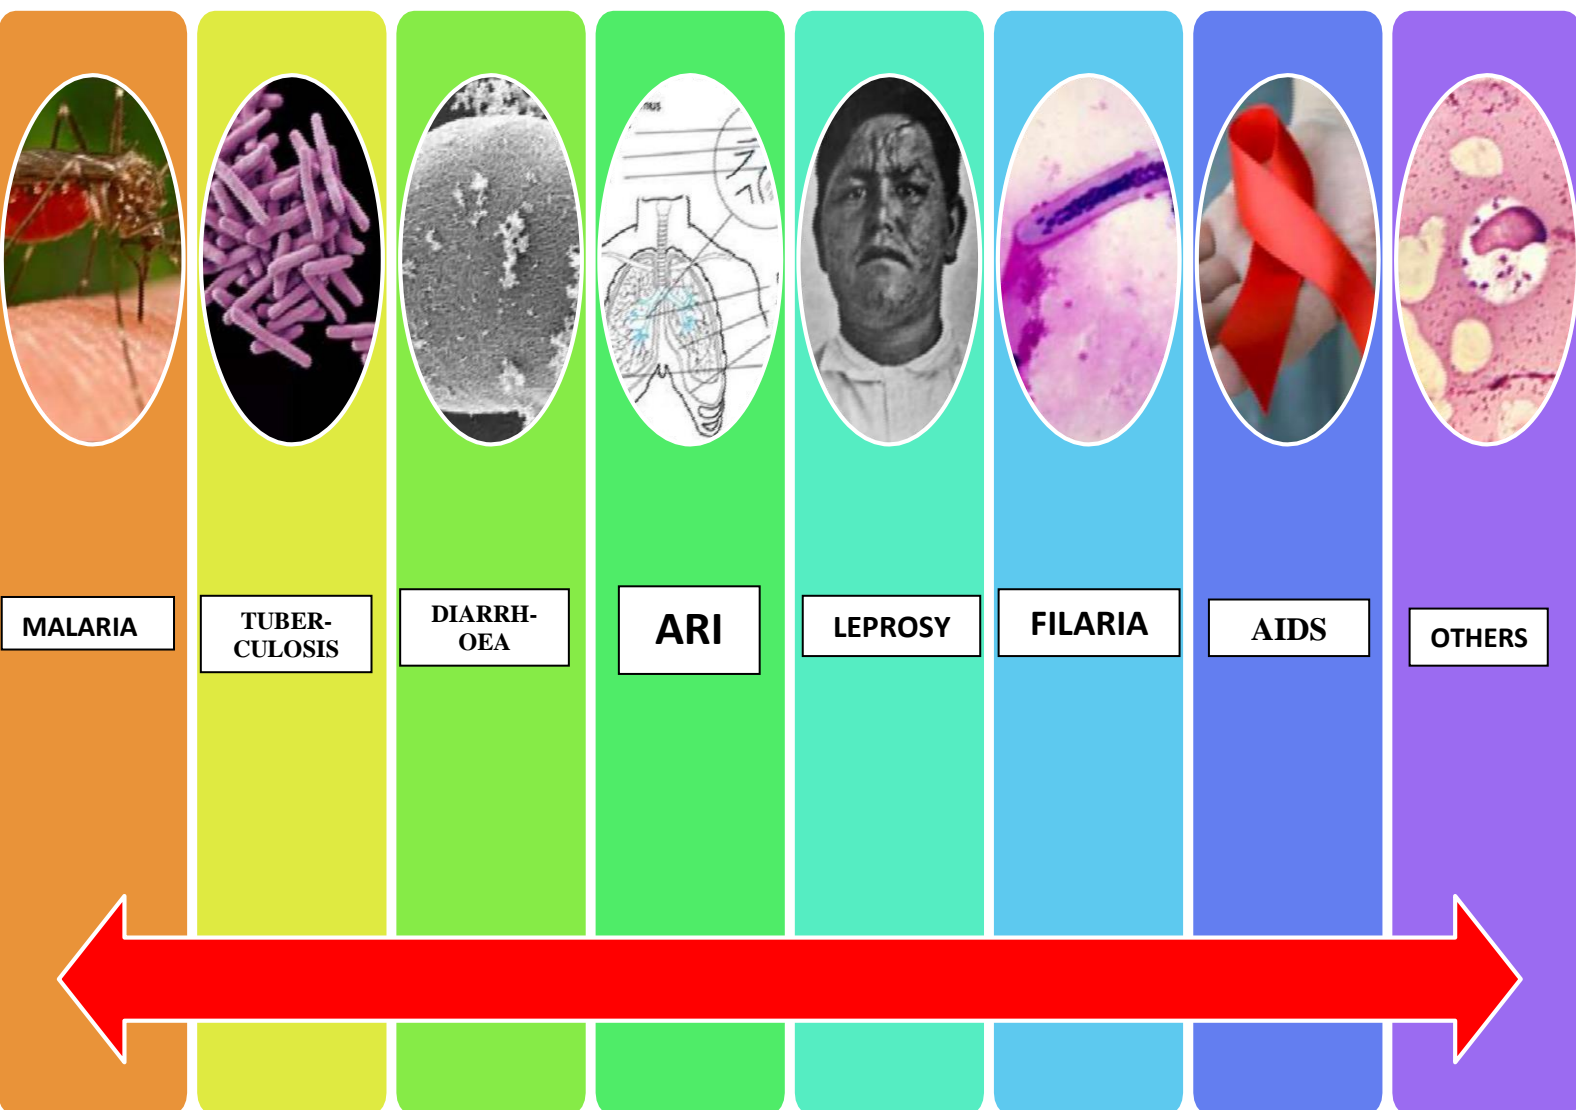 MALARIA
TUBER-
CULOSIS
DIARRH-
OEA
ARI
LEPROSY
FILARIA
AIDS
OTHERS